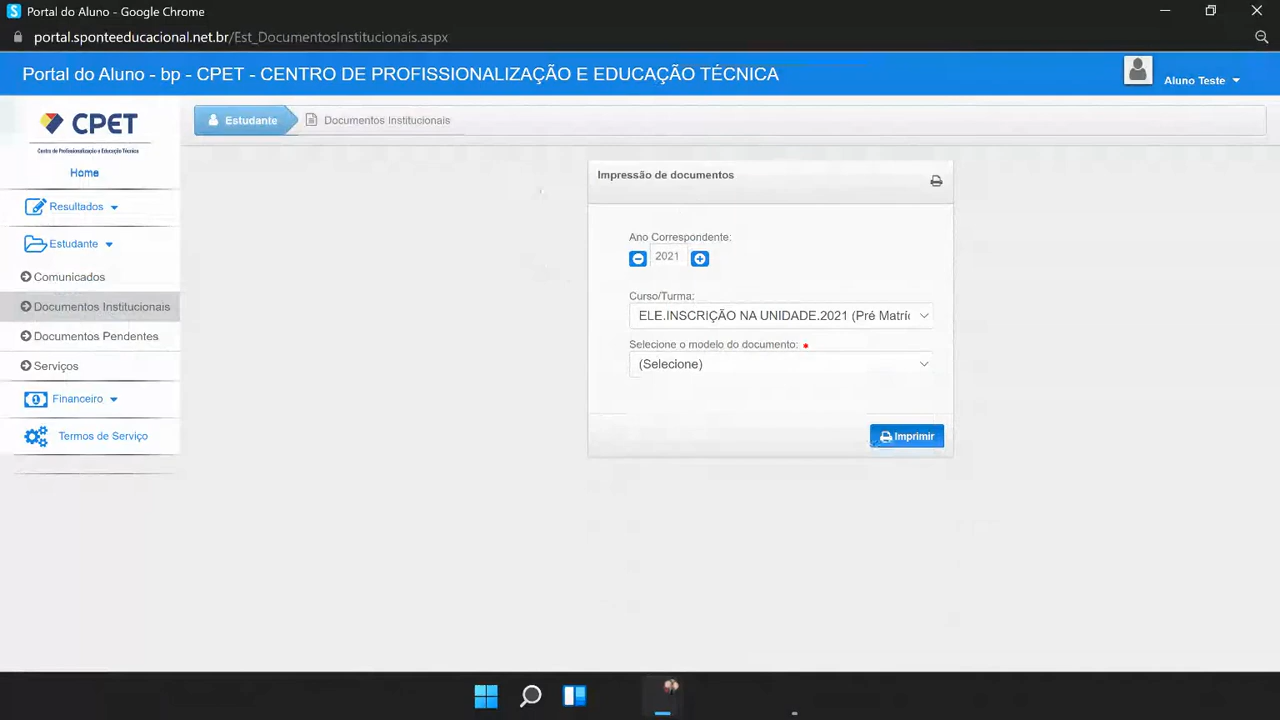 Portal do Aluno - Google Chrome
portal.sponteeducacional.net.br/Est_DocumentosInstitucionais.aspx
Portal do Aluno - bp - CPET - CENTRO DE PROFISSIONALIZAÇÃO E EDUCAÇÃO TÉCNICA
Aluno Teste
CPET
Centro de Profissionalização e Educação Técnica
Home
Resultados
Estudante
Comunicados
Documentos Institucionais
Documentos Pendentes
Serviços
Financeiro
Termos de Serviço
Estudante
Documentos Institucionais
Impressão de documentos
Ano Correspondente:
2021
Curso/Turma:
ELE.INSCRIÇÃO NA UNIDADE.2021 (Pré Matríc
Selecione o modelo do documento:
(Selecione)
Imprimir